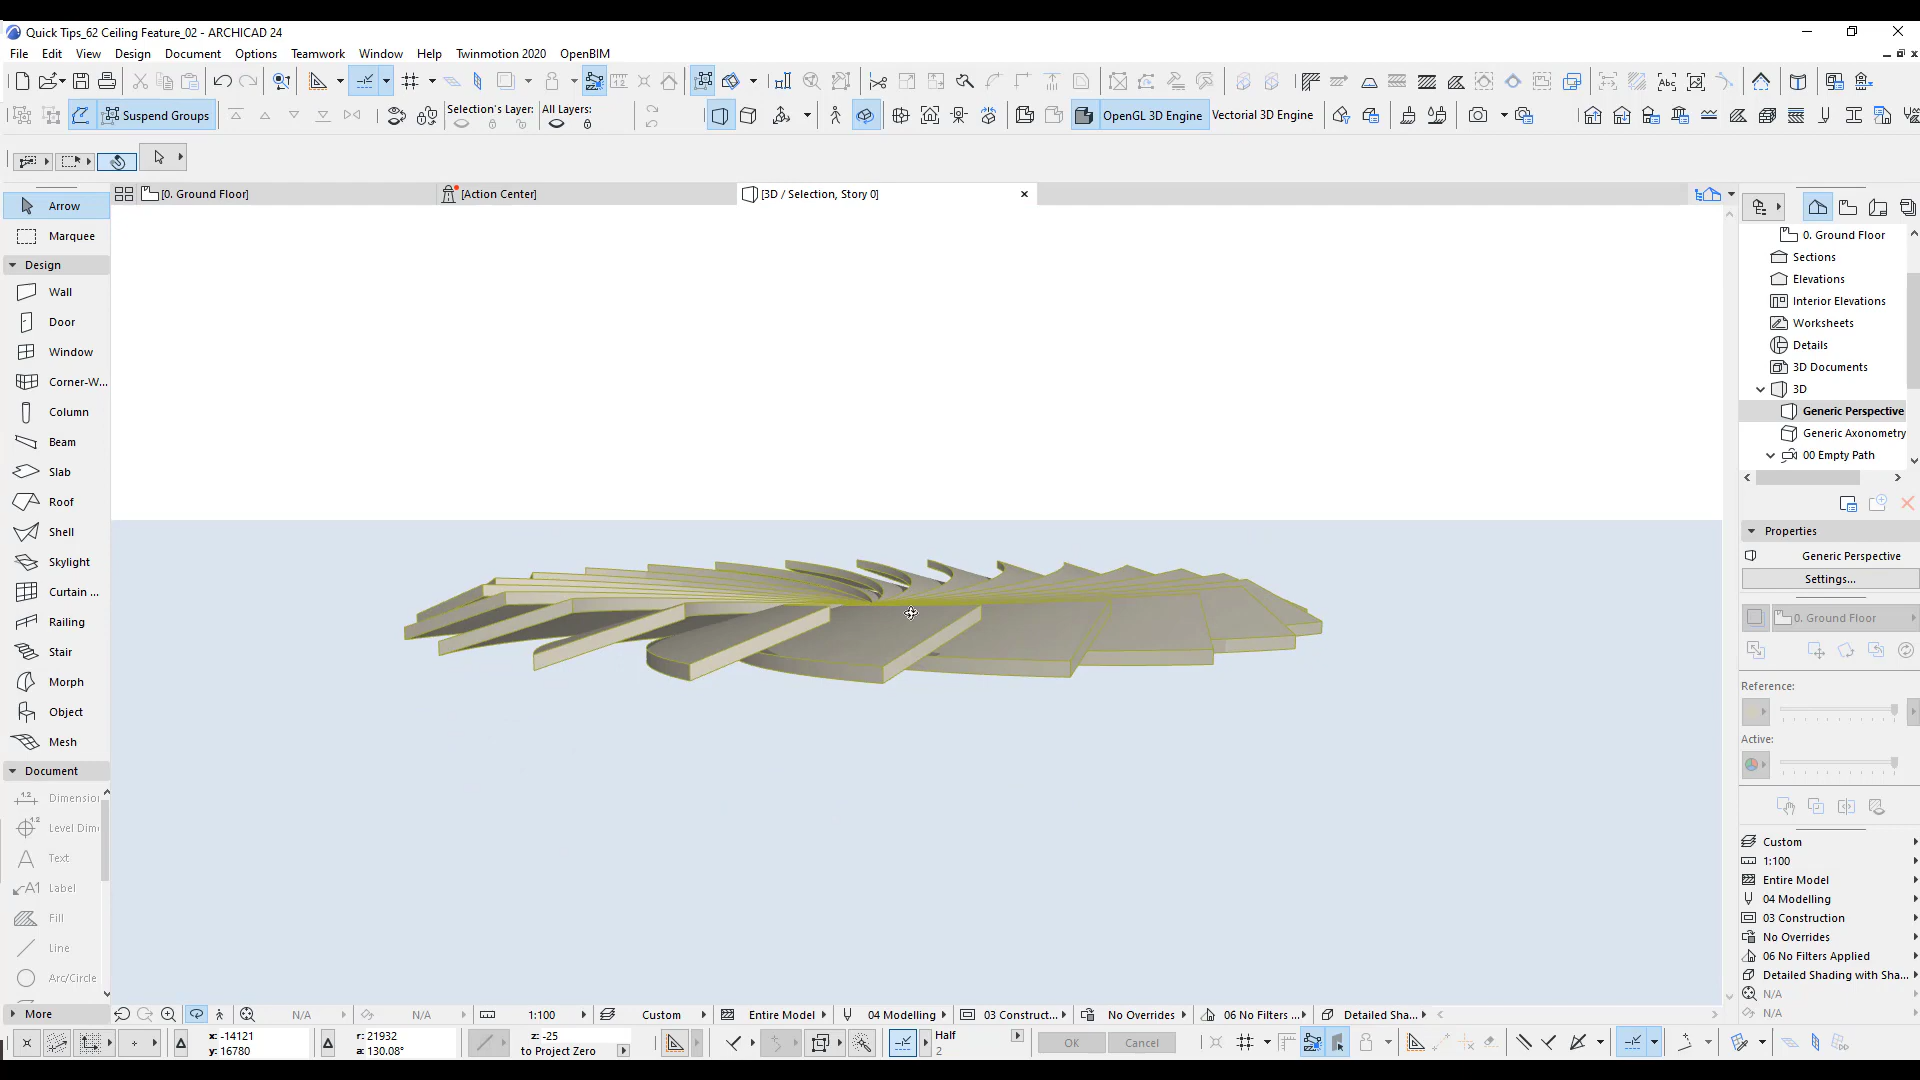 Quick Tips_62 Ceiling Feature_02 - ARCHICAD 24
File Edit View Design Document Options Teamwork Window Help Twinmotion 2020 OpenBIM
Suspend Groups
Selection's Layer:
All Layers:
OpenGL 3D Engine
Vectorial 3D Engine
[0. Ground Floor]
[Action Center]
[3D / Selection, Story 0]
Arrow
Marquee
Design
Wall
Door
Window
Corner-W...
Column
Beam
Slab
Roof
Shell
Skylight
Curtain ...
Railing
Stair
Morph
Object
Mesh
Document
Dimension
Level Dim
Text
Label
Fill
Line
Arc/Circle
More
0. Ground Floor
Sections
Elevations
Interior Elevations
Worksheets
Details
3D Documents
3D
Generic Perspective
Generic Axonometry
00 Empty Path
Properties
Generic Perspective
Settings...
0. Ground Floor
Reference:
Active:
Custom
1:100
Entire Model
04 Modelling
03 Construction
No Overrides
06 No Filters Applied
Detailed Shading with Sha...
N/A
N/A
N/A N/A 1:100 Custom Entire Model 04 Modelling 03 Construct... No Overrides 06 No Filters ... Detailed Sha...
x: -14121
y: 16780
r: 21932
a: 130.08°
z: -25
to Project Zero
Half
2
OK
Cancel